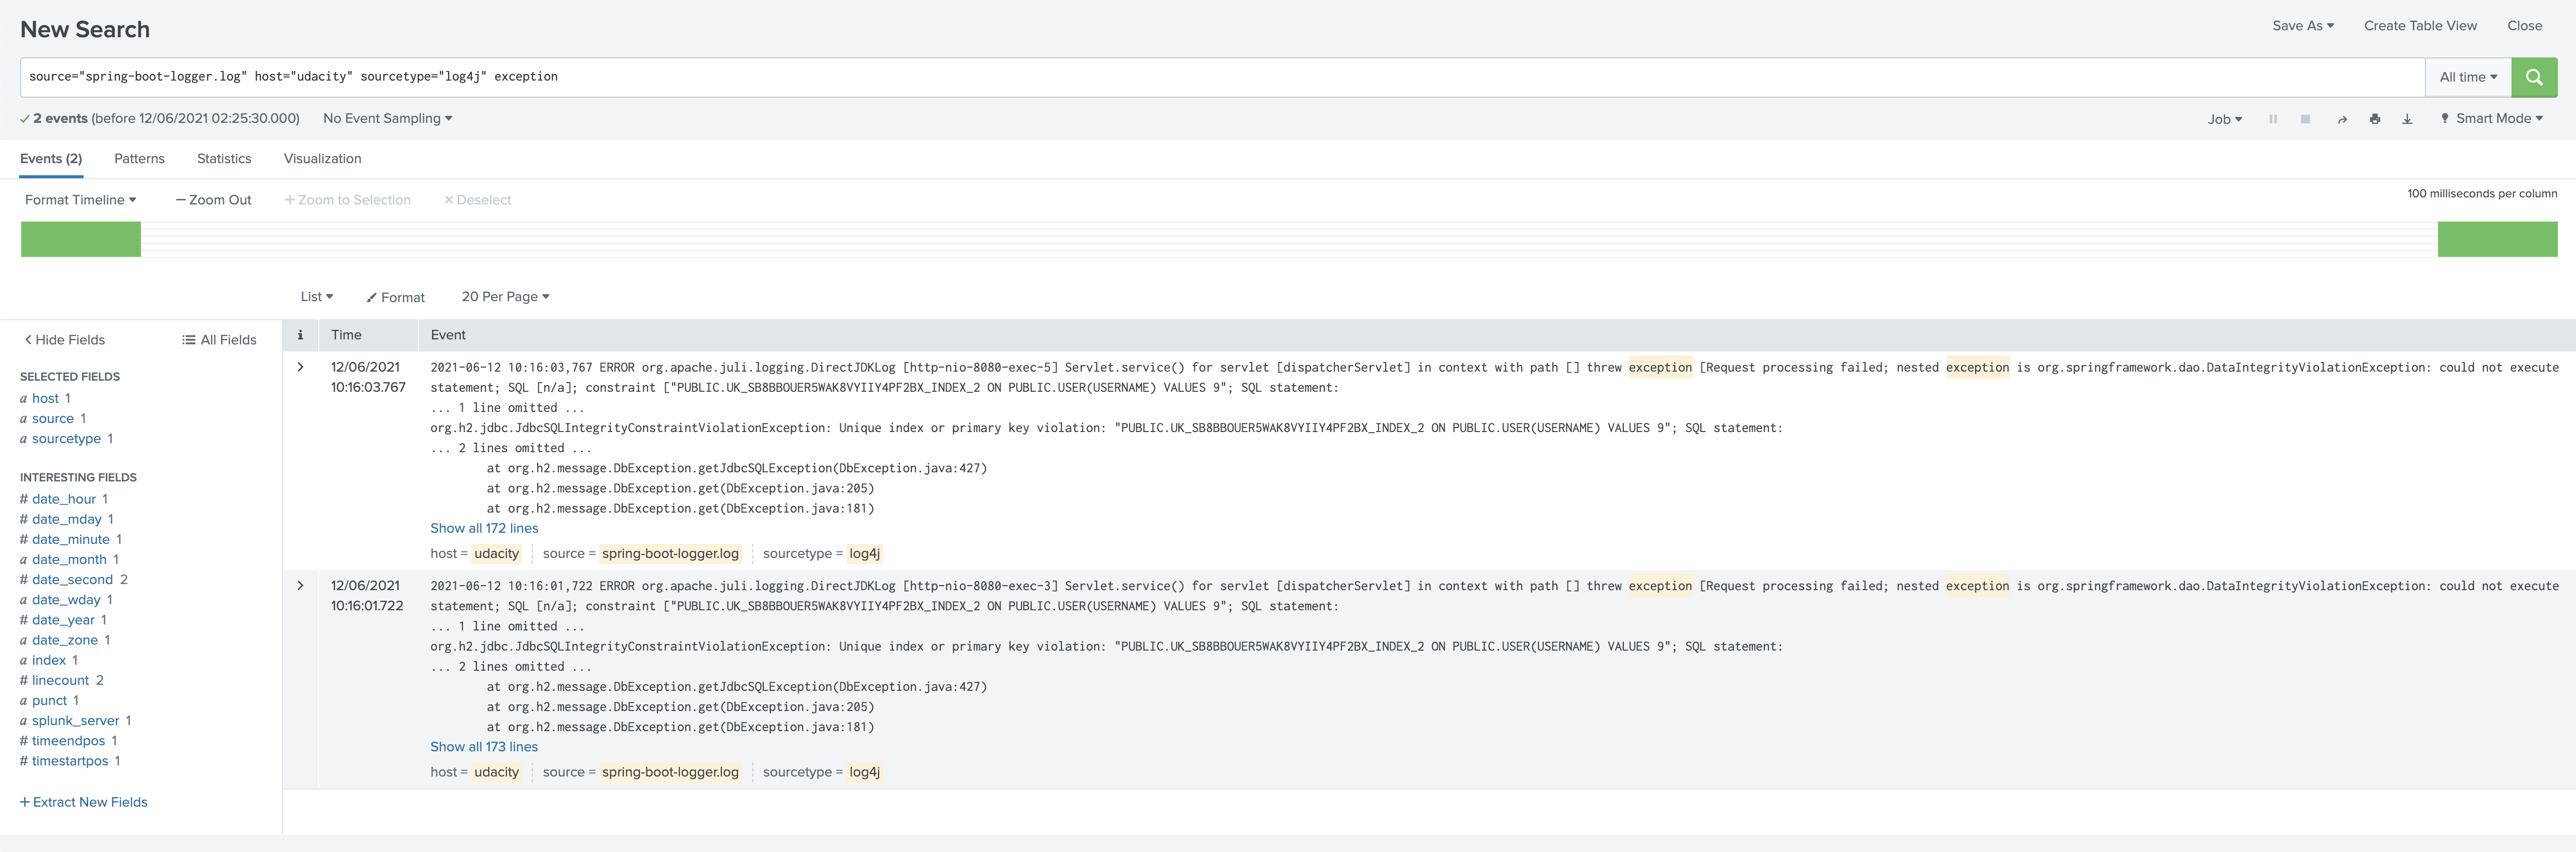 New Search
Save As Create Table View Close
source="spring-boot-logger.log" host="udacity" sourcetype="log4j" exception
All time
2 events (before 12/06/2021 02:25:30.000) No Event Sampling
Job Smart Mode
Events (2) Patterns Statistics Visualization
Format Timeline — Zoom Out + Zoom to Selection × Deselect
100 milliseconds per column
List Format 20 Per Page
< Hide Fields All Fields
SELECTED FIELDS
a host 1
a source 1
a sourcetype 1
INTERESTING FIELDS
# date_hour 1
# date_mday 1
# date_minute 1
a date_month 1
# date_second 2
a date_wday 1
# date_year 1
a date_zone 1
a index 1
# linecount 2
a punct 1
a splunk_server 1
# timeendpos 1
# timestartpos 1
+ Extract New Fields
i Time Event
> 12/06/2021
10:16:03.767
2021-06-12 10:16:03,767 ERROR org.apache.juli.logging.DirectJDKLog [http-nio-8080-exec-5] Servlet.service() for servlet [dispatcherServlet] in context with path [] threw exception [Request processing failed; nested exception is org.springframework.dao.DataIntegrityViolationException: could not execute
statement; SQL [n/a]; constraint ["PUBLIC.UK_SB8BBOUER5WAK8VYIIY4PF2BX_INDEX_2 ON PUBLIC.USER(USERNAME) VALUES 9"; SQL statement:
... 1 line omitted ...
org.h2.jdbc.JdbcSQLIntegrityConstraintViolationException: Unique index or primary key violation: "PUBLIC.UK_SB8BBOUER5WAK8VYIIY4PF2BX_INDEX_2 ON PUBLIC.USER(USERNAME) VALUES 9"; SQL statement:
... 2 lines omitted ...
at org.h2.message.DbException.getJdbcSQLException(DbException.java:427)
at org.h2.message.DbException.get(DbException.java:205)
at org.h2.message.DbException.get(DbException.java:181)
Show all 172 lines
host = udacity source = spring-boot-logger.log sourcetype = log4j
> 12/06/2021
10:16:01.722
2021-06-12 10:16:01,722 ERROR org.apache.juli.logging.DirectJDKLog [http-nio-8080-exec-3] Servlet.service() for servlet [dispatcherServlet] in context with path [] threw exception [Request processing failed; nested exception is org.springframework.dao.DataIntegrityViolationException: could not execute
statement; SQL [n/a]; constraint ["PUBLIC.UK_SB8BBOUER5WAK8VYIIY4PF2BX_INDEX_2 ON PUBLIC.USER(USERNAME) VALUES 9"; SQL statement:
... 1 line omitted ...
org.h2.jdbc.JdbcSQLIntegrityConstraintViolationException: Unique index or primary key violation: "PUBLIC.UK_SB8BBOUER5WAK8VYIIY4PF2BX_INDEX_2 ON PUBLIC.USER(USERNAME) VALUES 9"; SQL statement:
... 2 lines omitted ...
at org.h2.message.DbException.getJdbcSQLException(DbException.java:427)
at org.h2.message.DbException.get(DbException.java:205)
at org.h2.message.DbException.get(DbException.java:181)
Show all 173 lines
host = udacity source = spring-boot-logger.log sourcetype = log4j